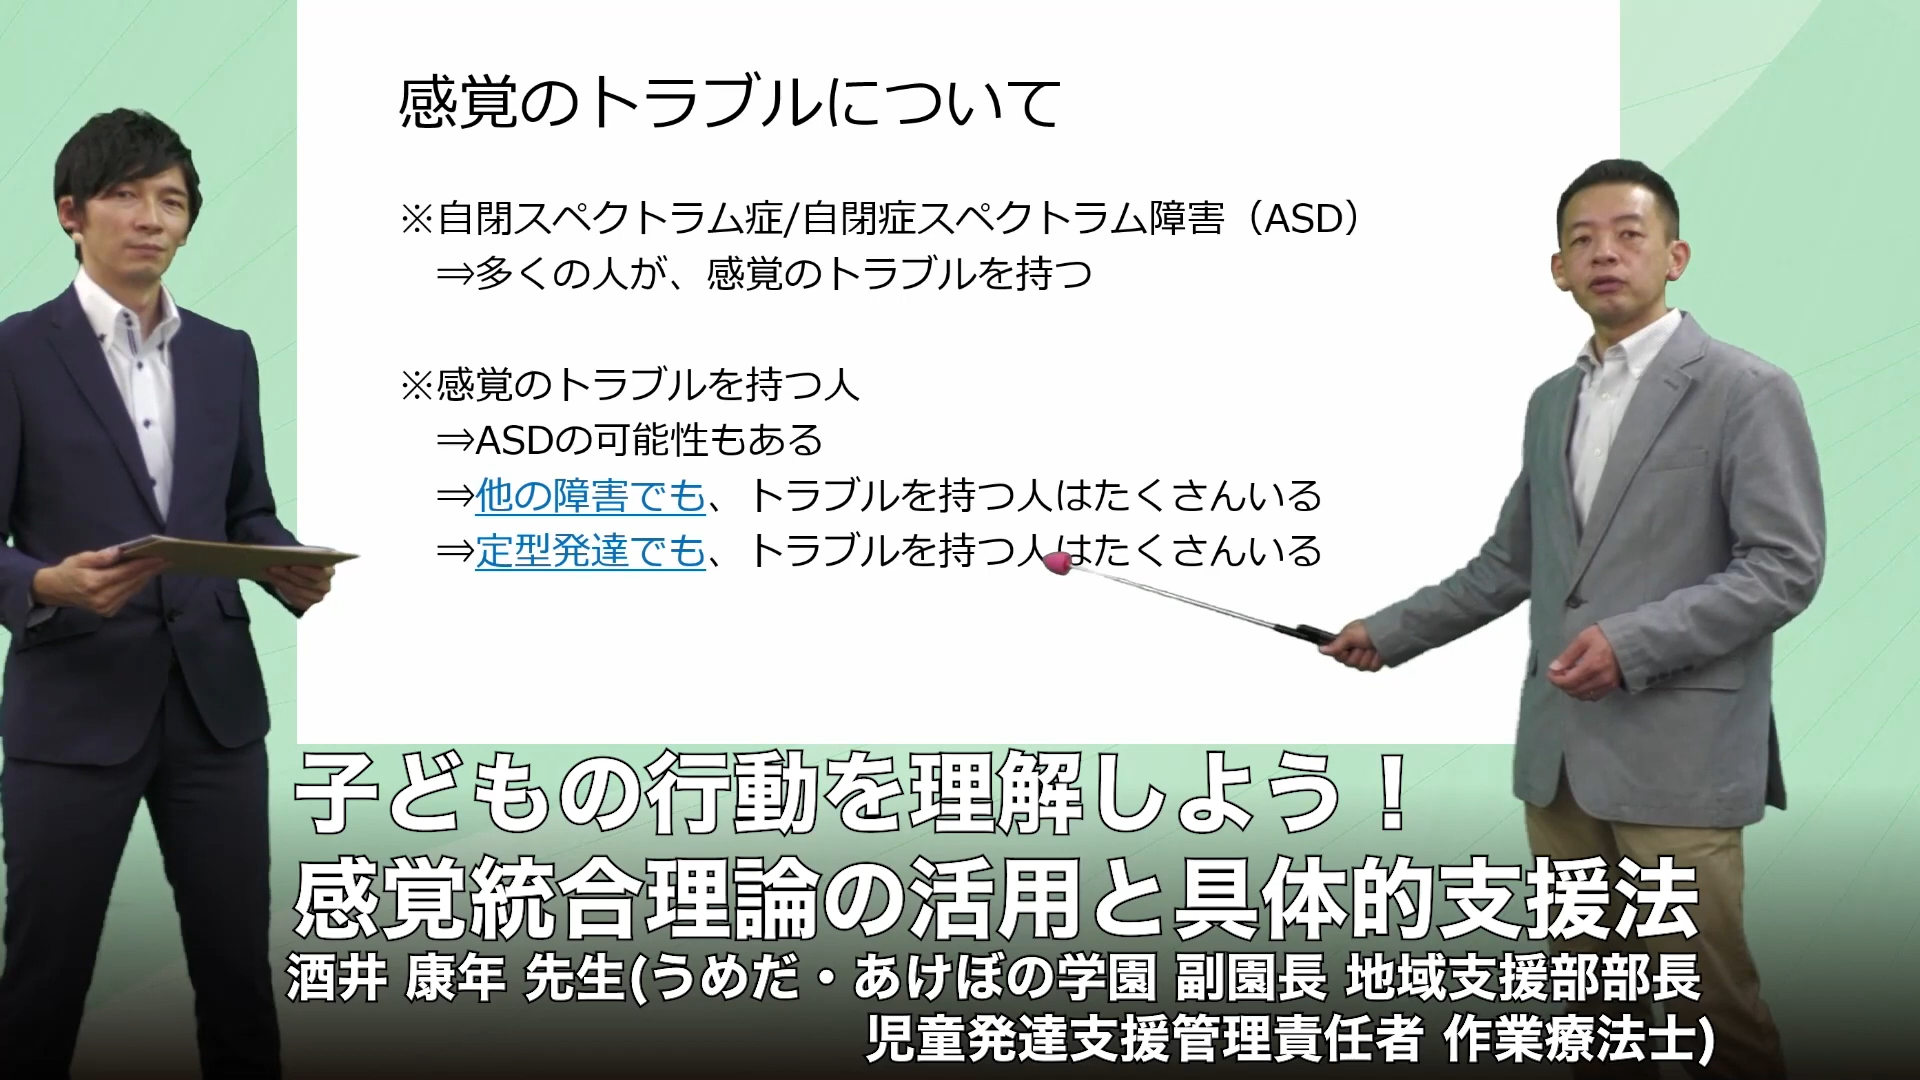 感覚のトラブルについて
※自閉スペクトラム症/自閉症スペクトラム障害（ASD）
⇒多くの人が、感覚のトラブルを持つ
※感覚のトラブルを持つ人
⇒ASDの可能性もある
⇒他の障害でも、トラブルを持つ人はたくさんいる
⇒定型発達でも、トラブルを持つ人はたくさんいる
子どもの行動を理解しよう！
感覚統合理論の活用と具体的支援法
酒井 康年 先生(うめだ・あけぼの学園 副園長 地域支援部部長
児童発達支援管理責任者 作業療法士)